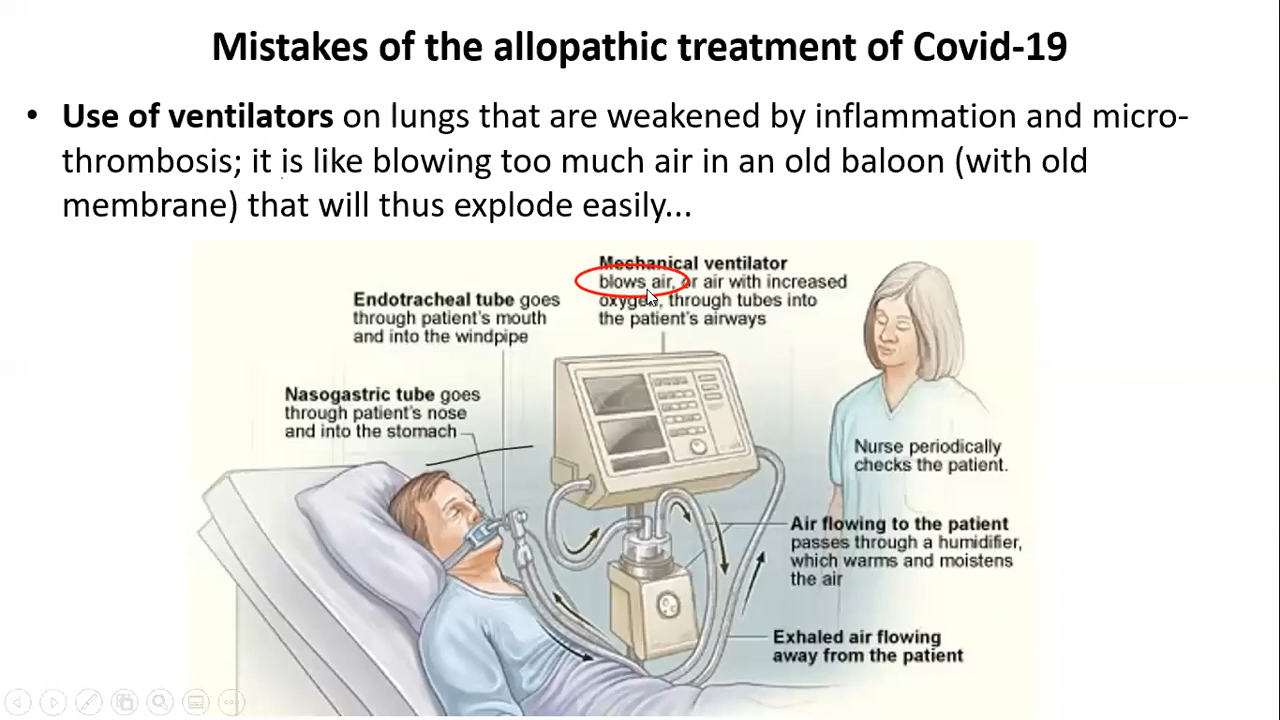 Mistakes of the allopathic treatment of Covid-19
• Use of ventilators on lungs that are weakened by inflammation and micro-
thrombosis; it is like blowing too much air in an old baloon (with old
membrane) that will thus explode easily...
Mechanical ventilator
blows air, or air with increased
oxygen, through tubes into
the patient's airways
Endotracheal tube goes
through patient's mouth
and into the windpipe
Nasogastric tube goes
through patient's nose
and into the stomach
Nurse periodically
checks the patient.
Air flowing to the patient
passes through a humidifier,
which warms and moistens
the air
Exhaled air flowing
away from the patient